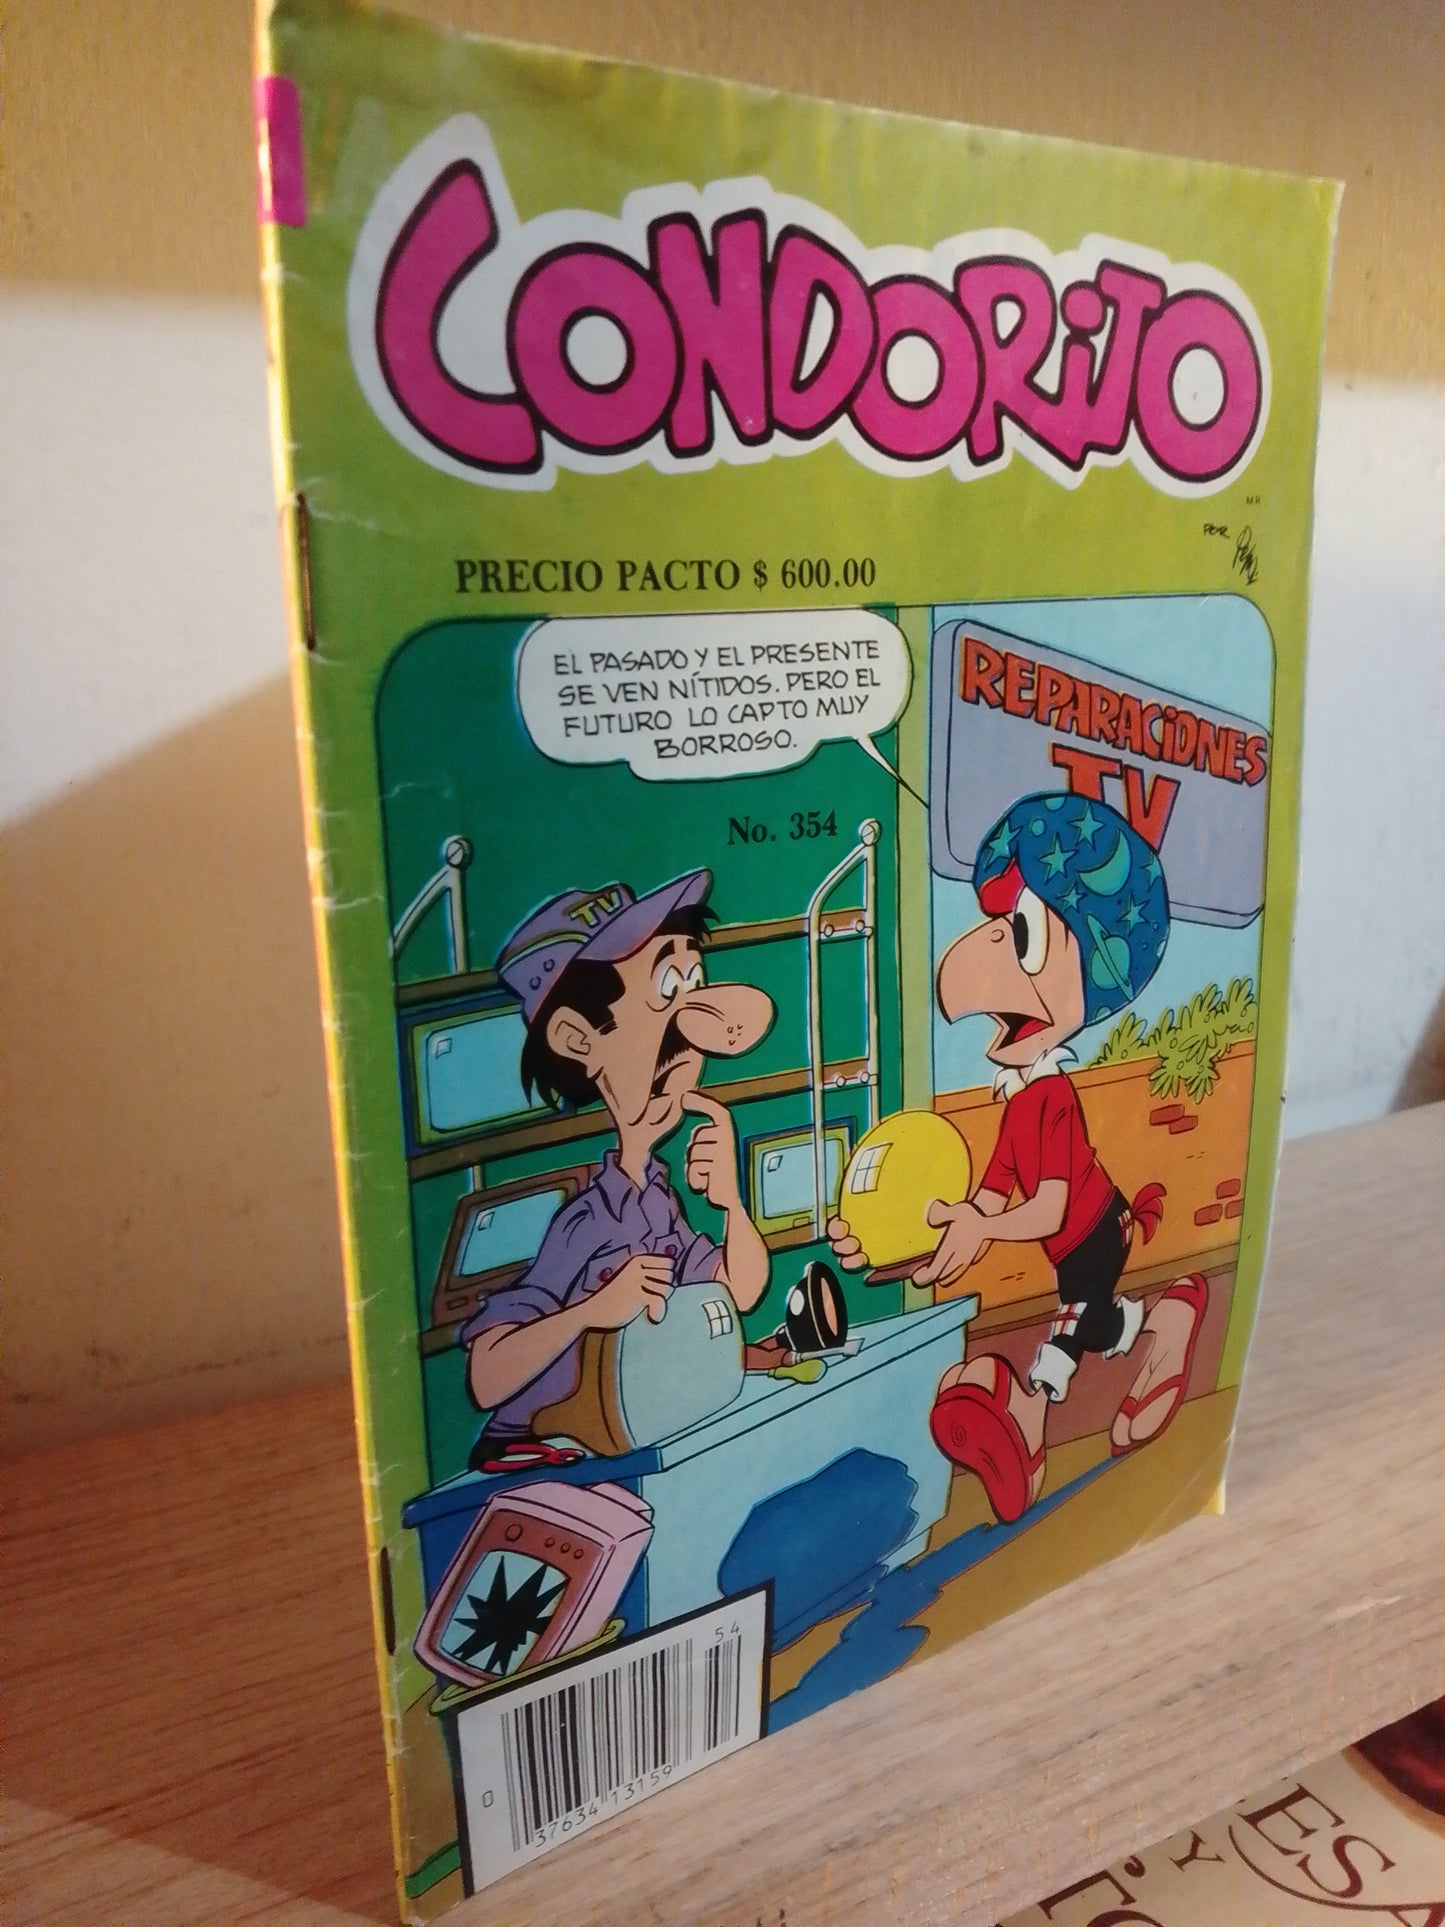 CONDORITO
MR
POR
PRECIO PACTO $ 600.00
EL PASADO Y EL PRESENTE
SE VEN NÍTIDOS. PERO EL
FUTURO LO CAPTO MUY
BORROSO.
REPARACIONES
TV
No. 354
TV
54
0
37634 13159
ESA
Y